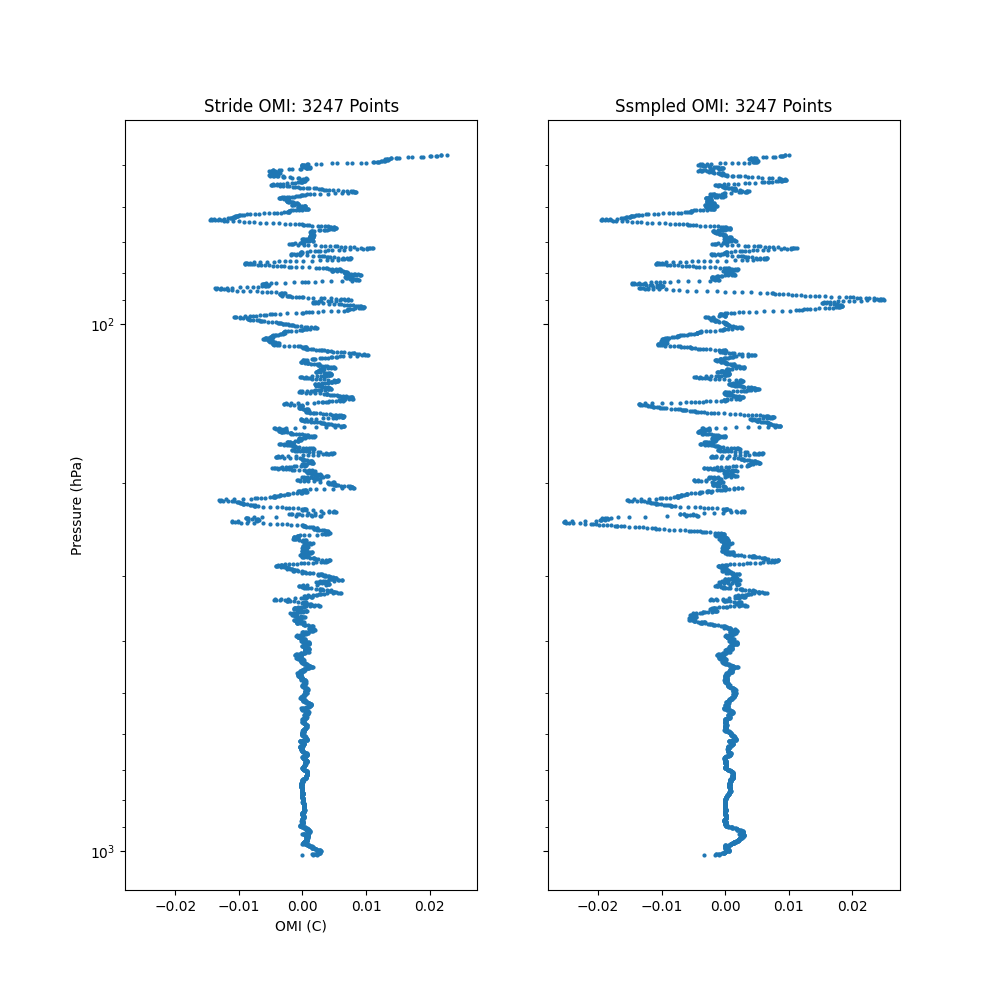 Stride OMI: 3247 Points
Ssmpled OMI: 3247 Points
Pressure (hPa)
10²
10³
−0.02 −0.01 0.00 0.01 0.02
−0.02 −0.01 0.00 0.01 0.02
OMI (C)